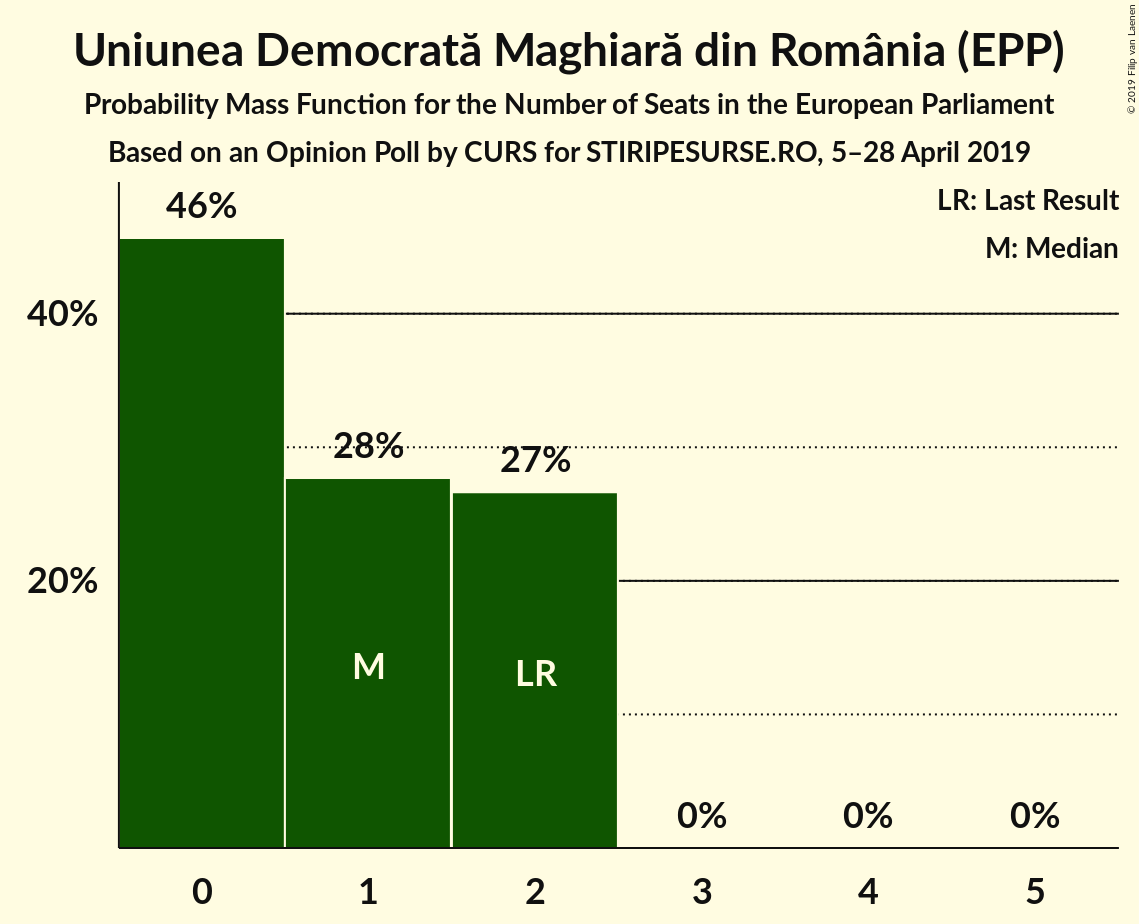 Uniunea Democrată Maghiară din România (EPP)
Probability Mass Function for the Number of Seats in the European Parliament
Based on an Opinion Poll by CURS for STIRIPESURSE.RO, 5–28 April 2019
© 2019 Filip van Laenen
LR: Last Result
M: Median
46%
40%
28%
27%
20%
M
LR
0%
0%
0%
0
1
2
3
4
5